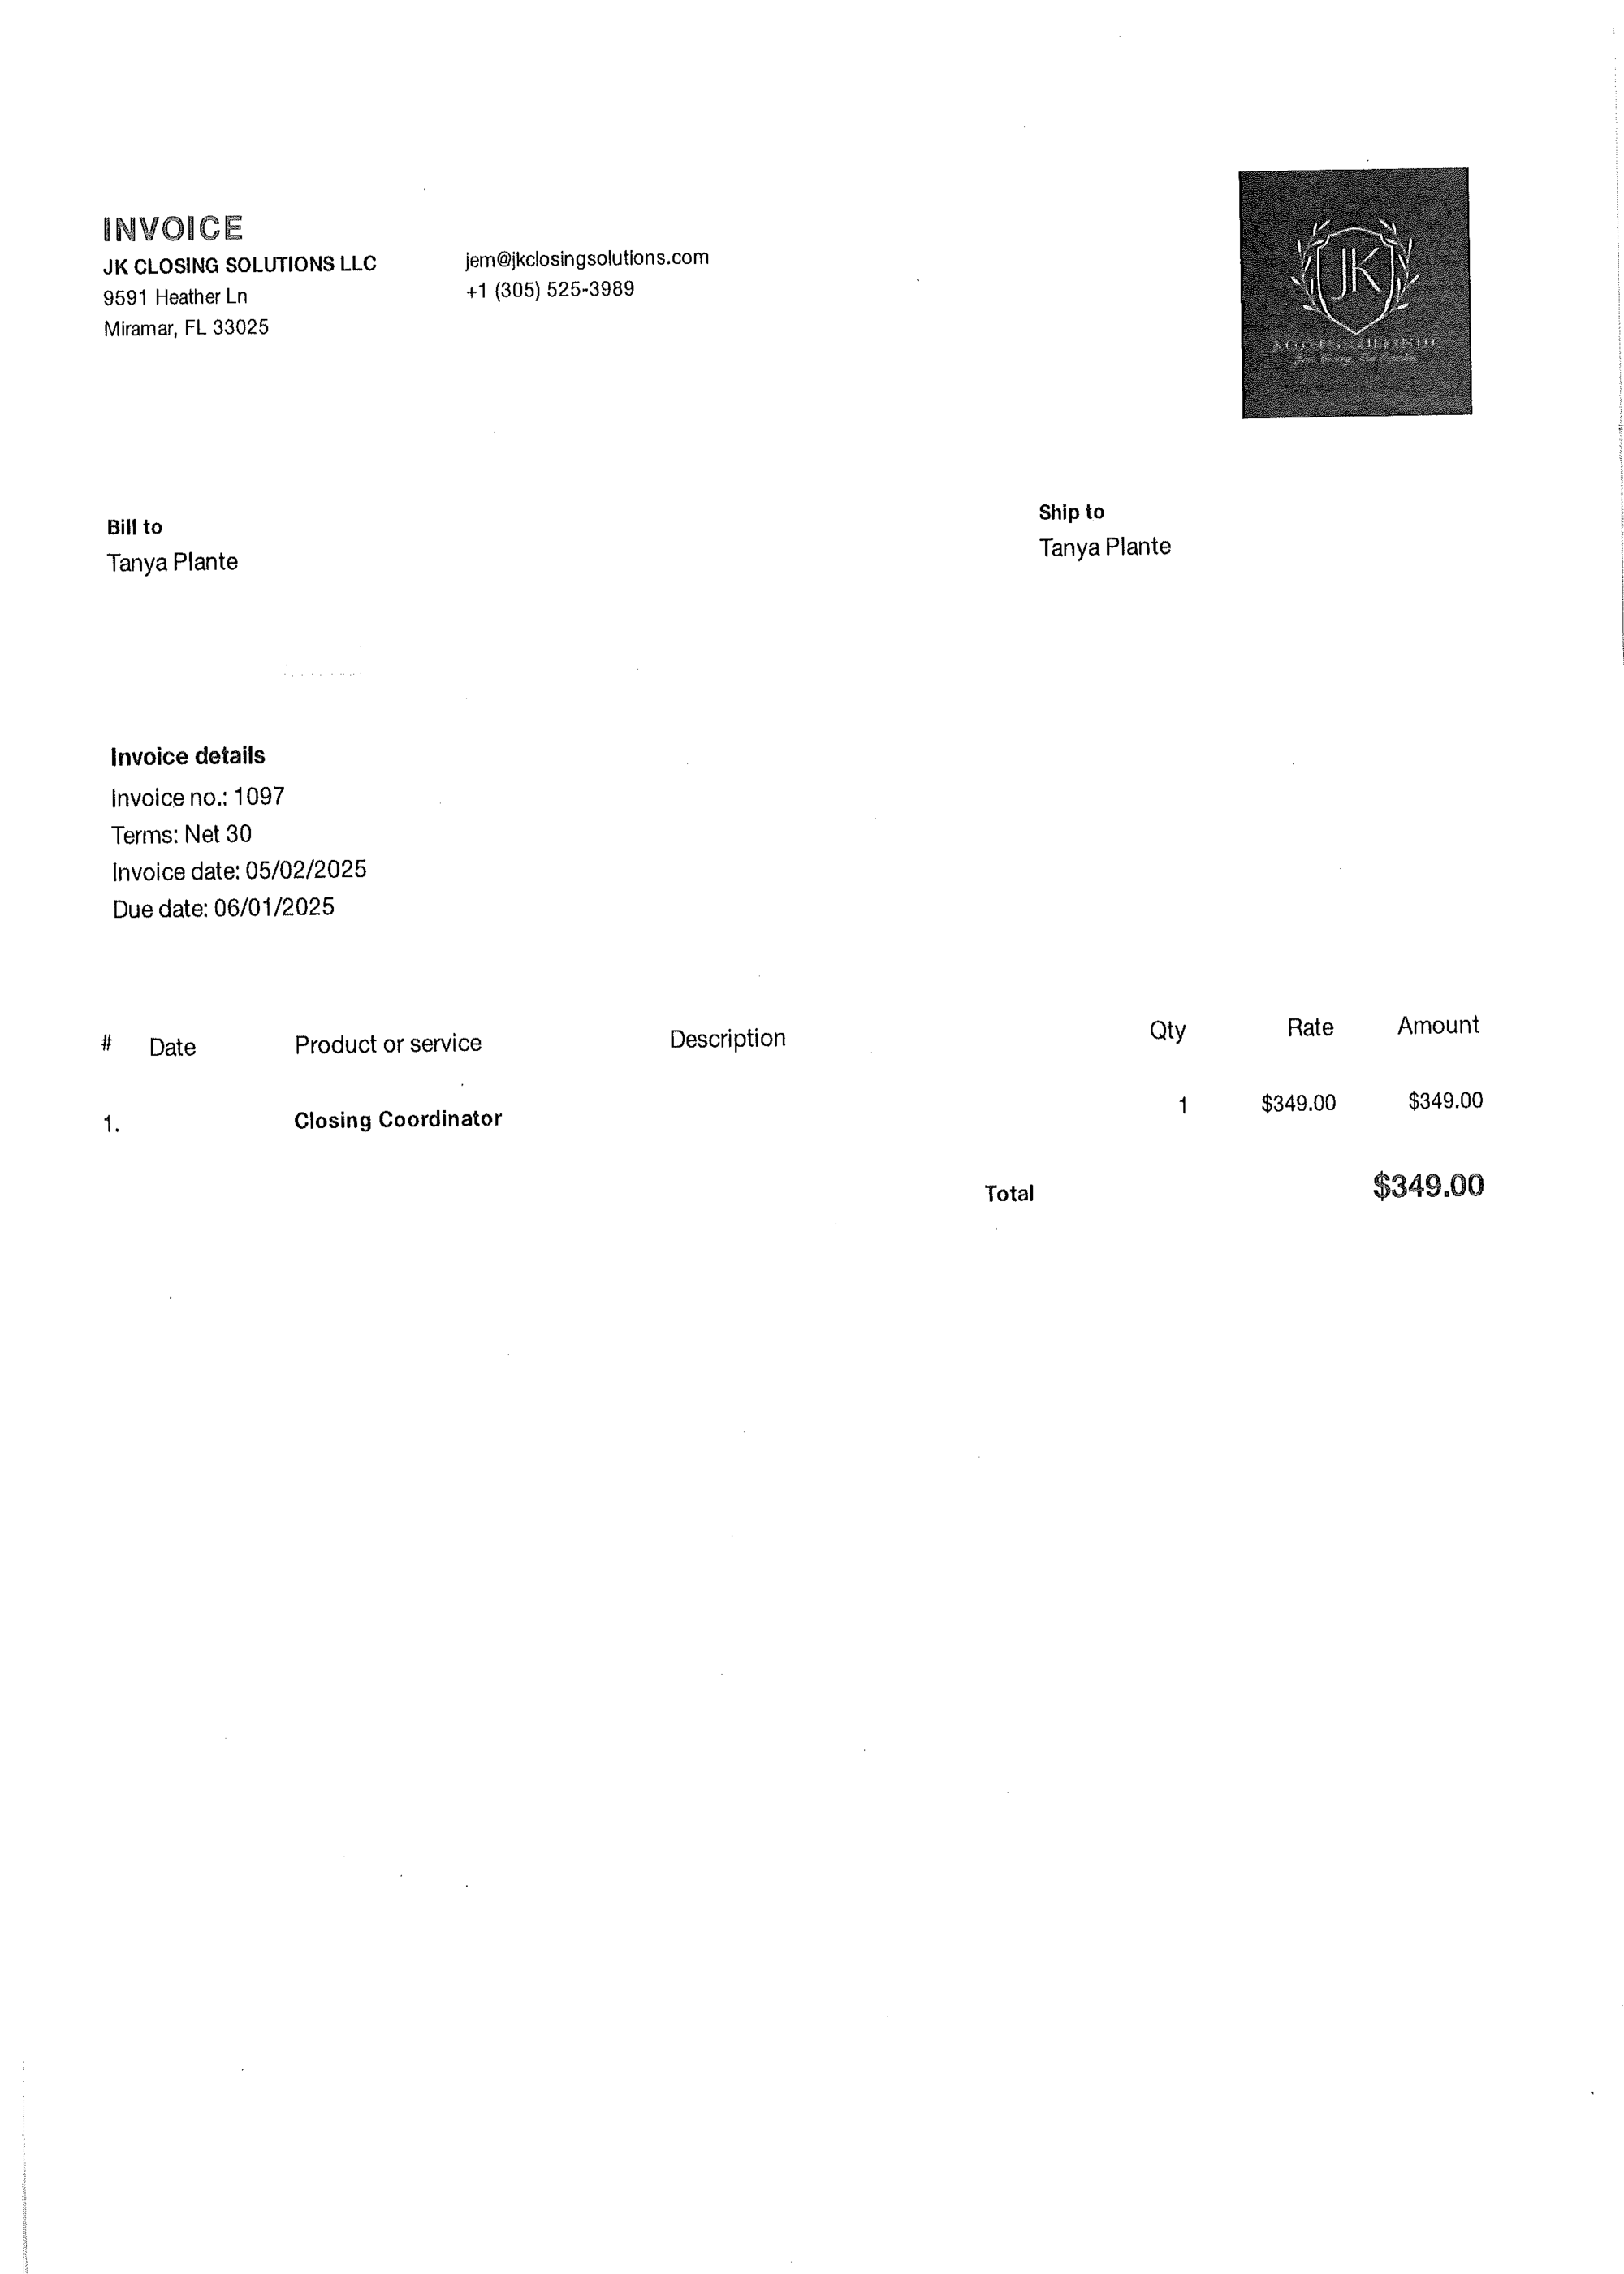 INVOICE
JK CLOSING SOLUTIONS LLC
9591 Heather Ln
Miramar, FL 33025
jem@jkclosingsolutions.com
+1 (305) 525-3989
JK
Bill to
Tanya Plante
Ship to
Tanya Plante
Invoice details
Invoice no.: 1097
Terms: Net 30
Invoice date: 05/02/2025
Due date: 06/01/2025
# Date Product or service Description Qty Rate Amount
1. Closing Coordinator 1 $349.00 $349.00
Total $349.00